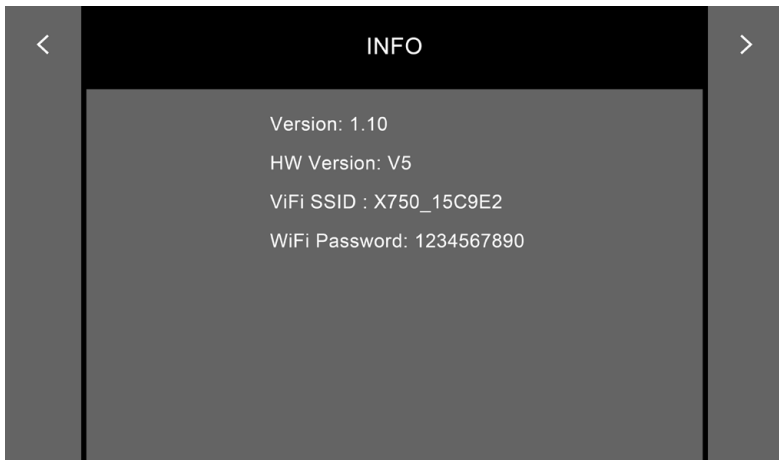 < INFO >
Version: 1.10
HW Version: V5
ViFi SSID : X750_15C9E2
WiFi Password: 1234567890